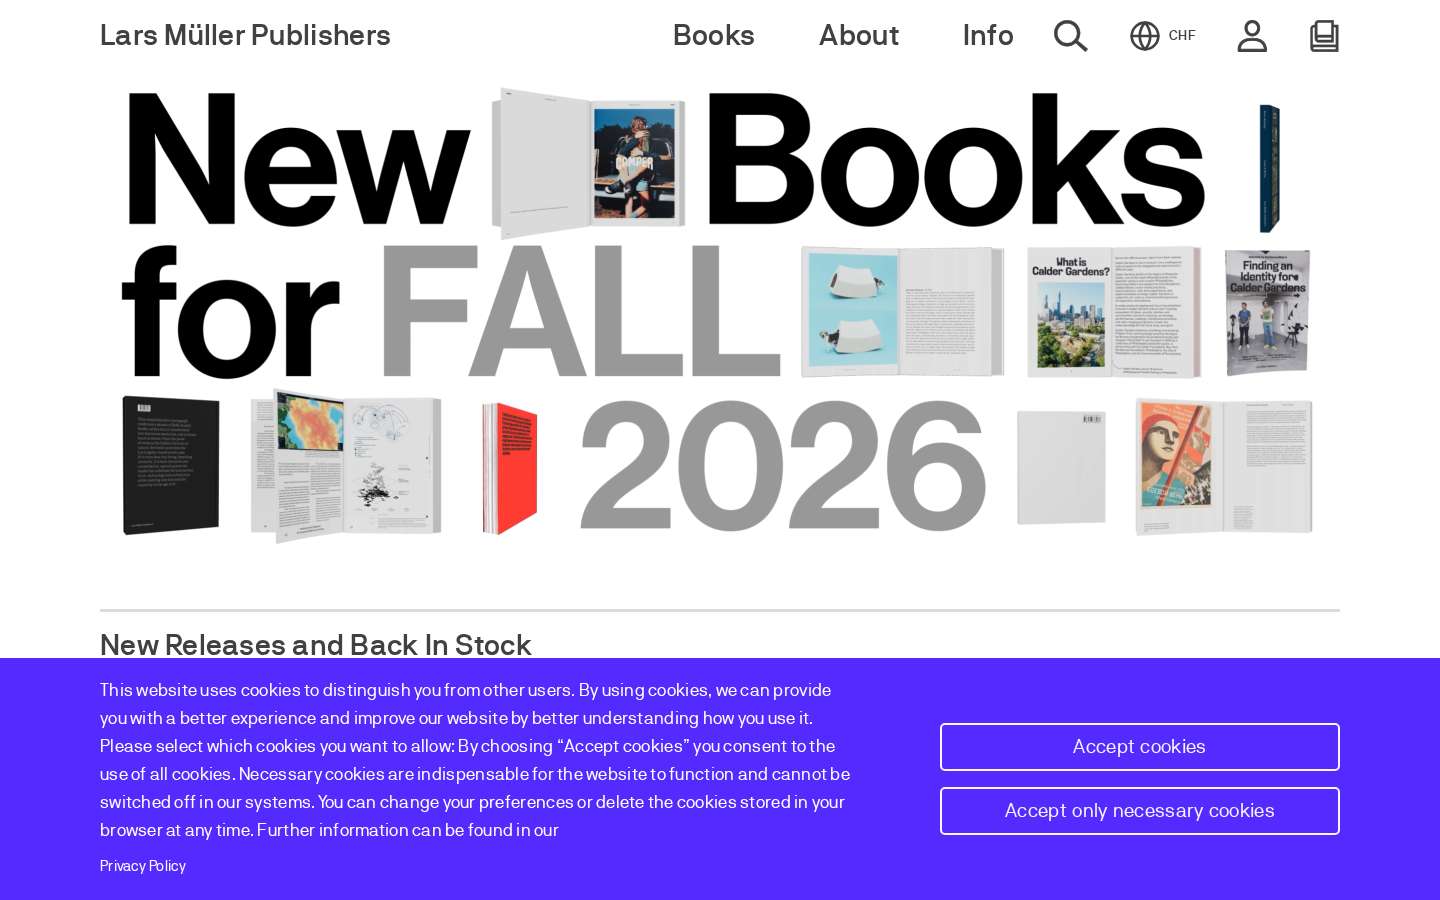 Lars Müller Publishers
Books
About
Info
CHF
New Books
CAMPER
for FALL
What is
Calder Gardens?
Finding an
Identity for
Calder Gardens
2026
New Releases and Back In Stock
This website uses cookies to distinguish you from other users. By using cookies, we can provide
you with a better experience and improve our website by better understanding how you use it.
Please select which cookies you want to allow: By choosing “Accept cookies” you consent to the
use of all cookies. Necessary cookies are indispensable for the website to function and cannot be
switched off in our systems. You can change your preferences or delete the cookies stored in your
browser at any time. Further information can be found in our
Privacy Policy
Accept cookies
Accept only necessary cookies